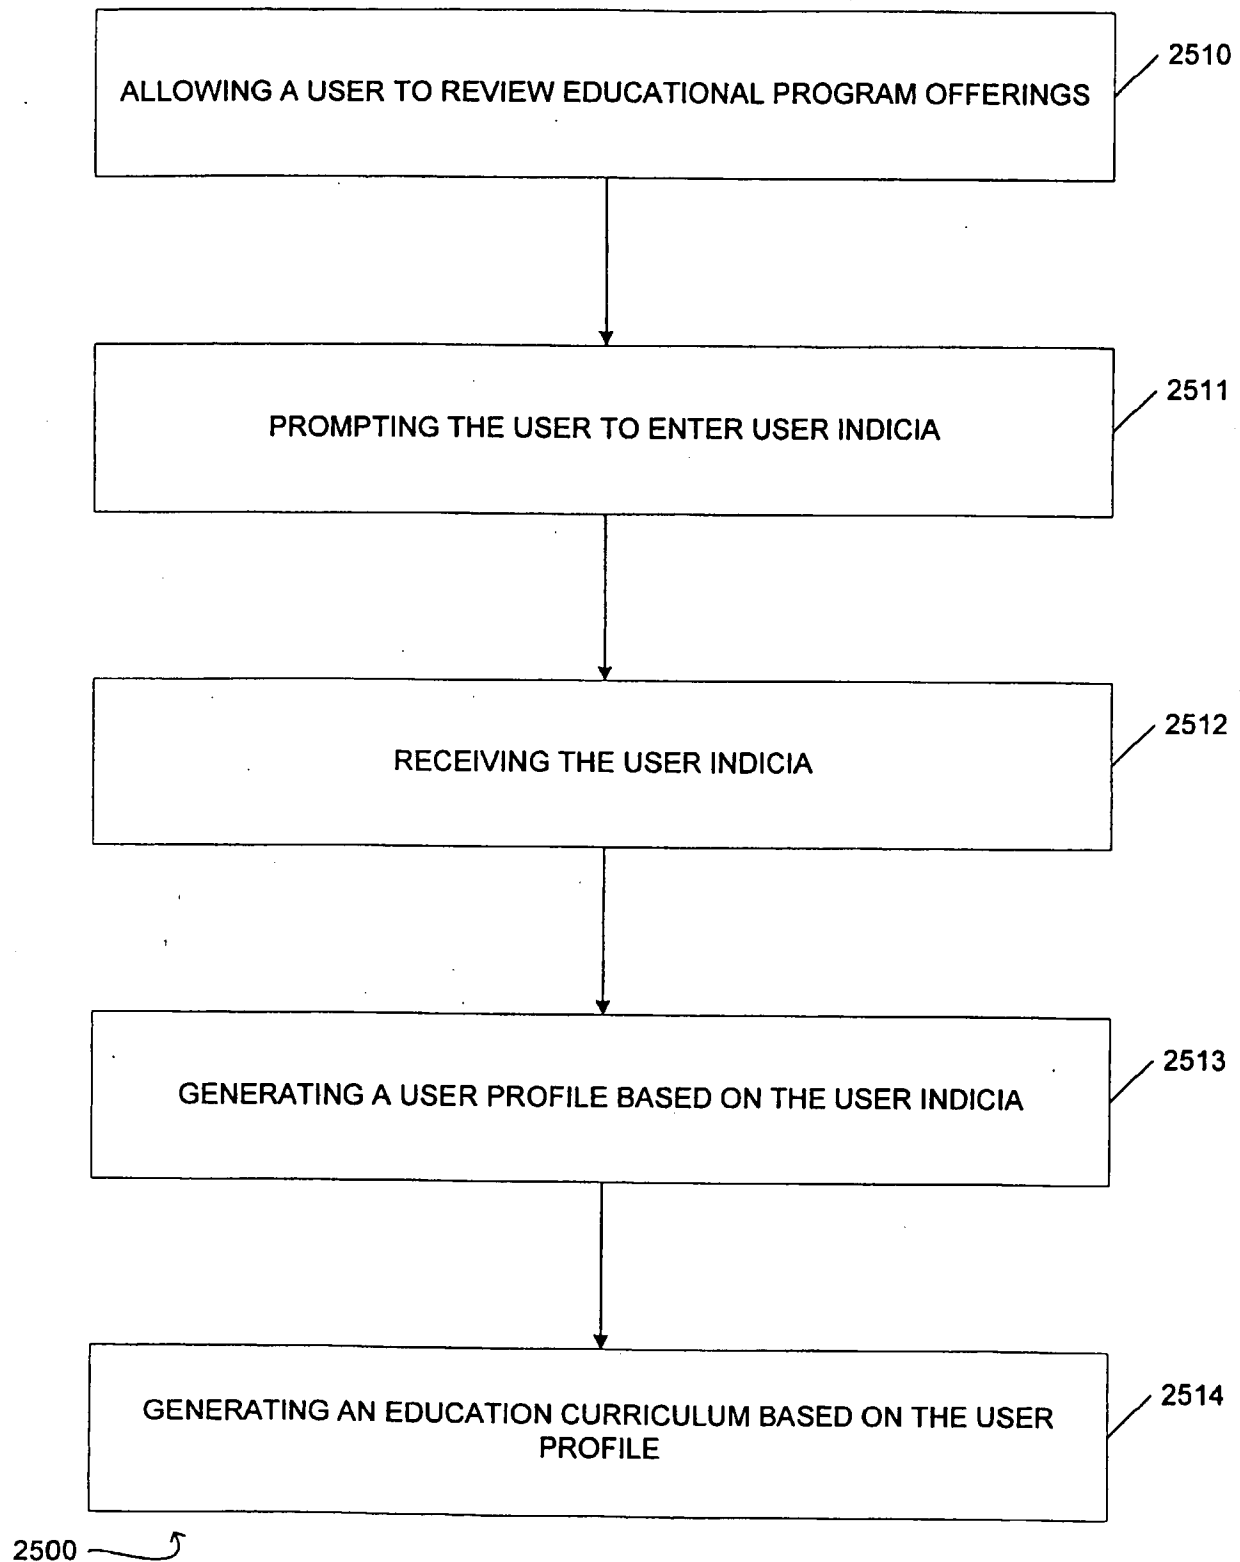 ALLOWING A USER TO REVIEW EDUCATIONAL PROGRAM OFFERINGS
2510
PROMPTING THE USER TO ENTER USER INDICIA
2511
RECEIVING THE USER INDICIA
2512
GENERATING A USER PROFILE BASED ON THE USER INDICIA
2513
GENERATING AN EDUCATION CURRICULUM BASED ON THE USER
PROFILE
2514
2500